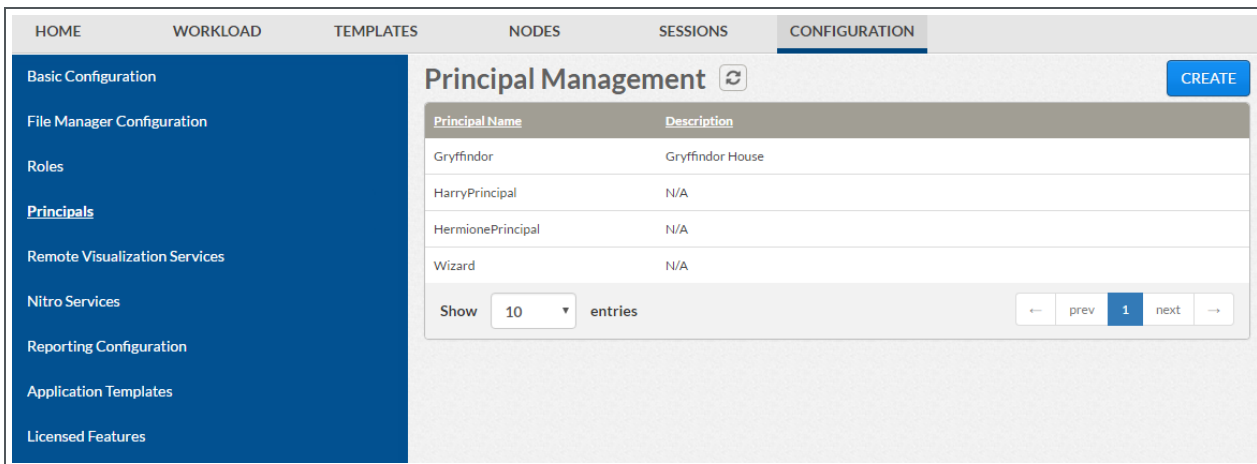 HOME WORKLOAD TEMPLATES NODES SESSIONS CONFIGURATION
Basic Configuration
File Manager Configuration
Roles
Principals
Remote Visualization Services
Nitro Services
Reporting Configuration
Application Templates
Licensed Features
Principal Management CREATE
Principal Name Description
Gryffindor Gryffindor House
HarryPrincipal N/A
HermionePrincipal N/A
Wizard N/A
Show 10 entries ← prev 1 next →